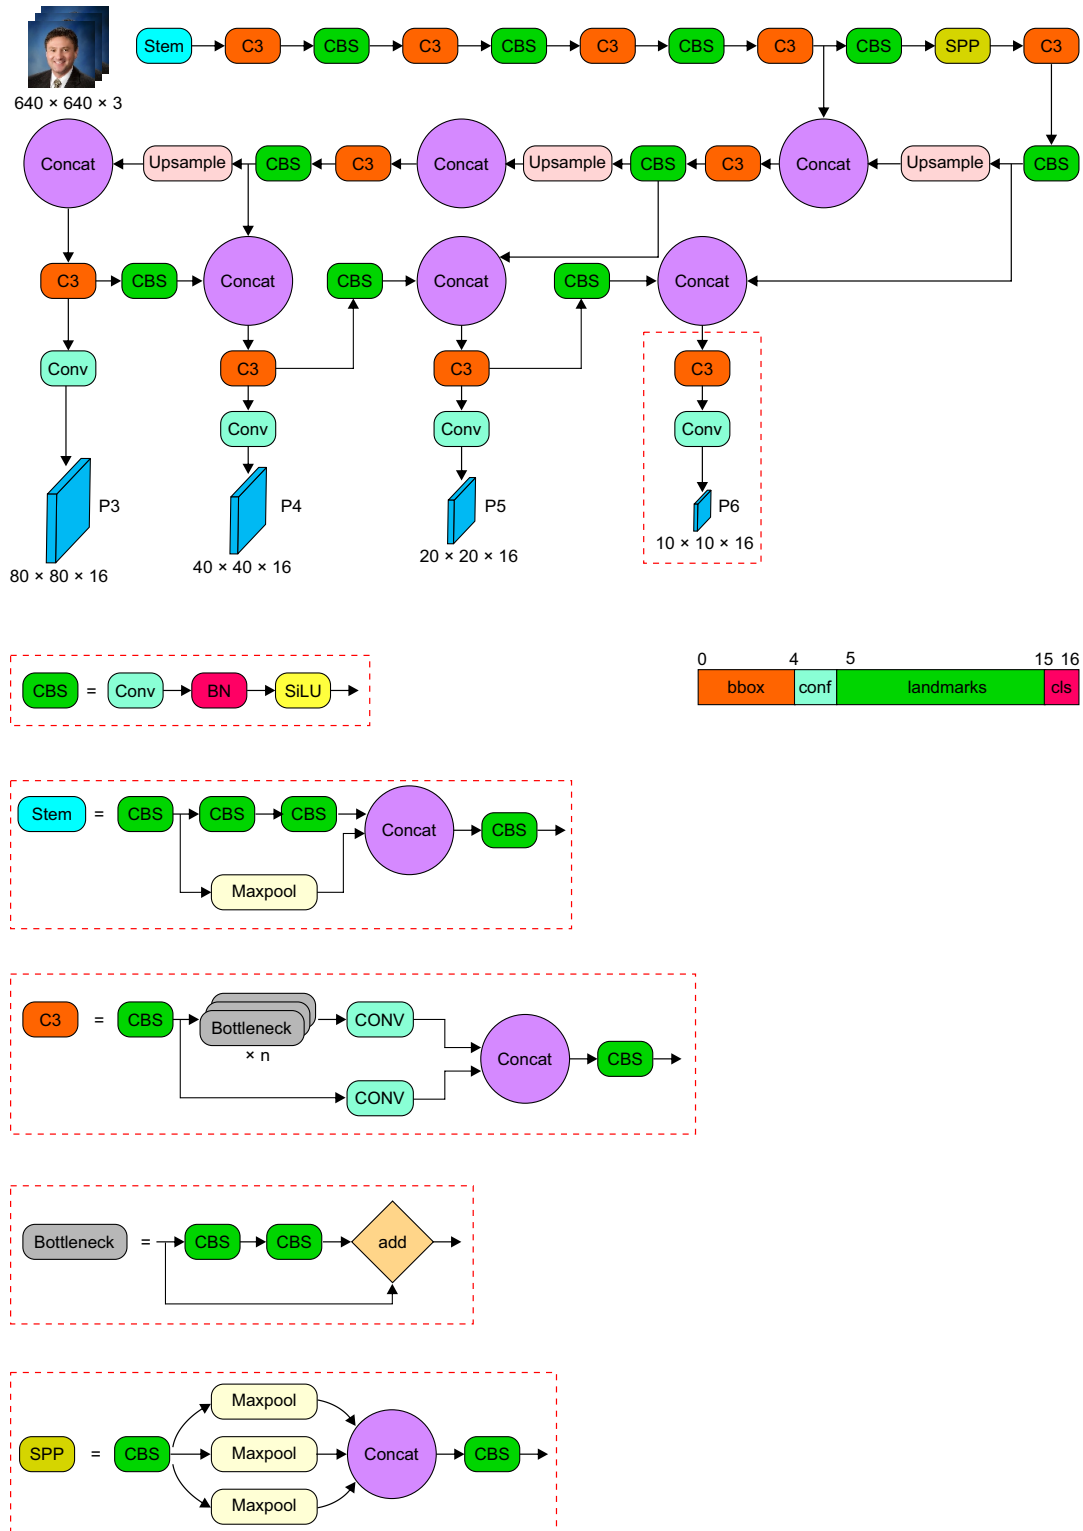 Stem C3 CBS C3 CBS C3 CBS C3 CBS SPP C3
640 × 640 × 3
Concat Upsample CBS C3 Concat Upsample CBS C3 Concat Upsample CBS
C3 CBS Concat CBS Concat CBS Concat
Conv C3 C3 C3
Conv Conv Conv
P3 P4 P5 P6
10 × 10 × 16
20 × 20 × 16
40 × 40 × 16
80 × 80 × 16
0 4 5 15 16
bbox conf landmarks cls
CBS = Conv BN SiLU
Stem = CBS CBS CBS Concat CBS
Maxpool
C3 = CBS Bottleneck CONV
× n
Concat CBS
CONV
Bottleneck = CBS CBS add
Maxpool
SPP = CBS Maxpool Concat CBS
Maxpool